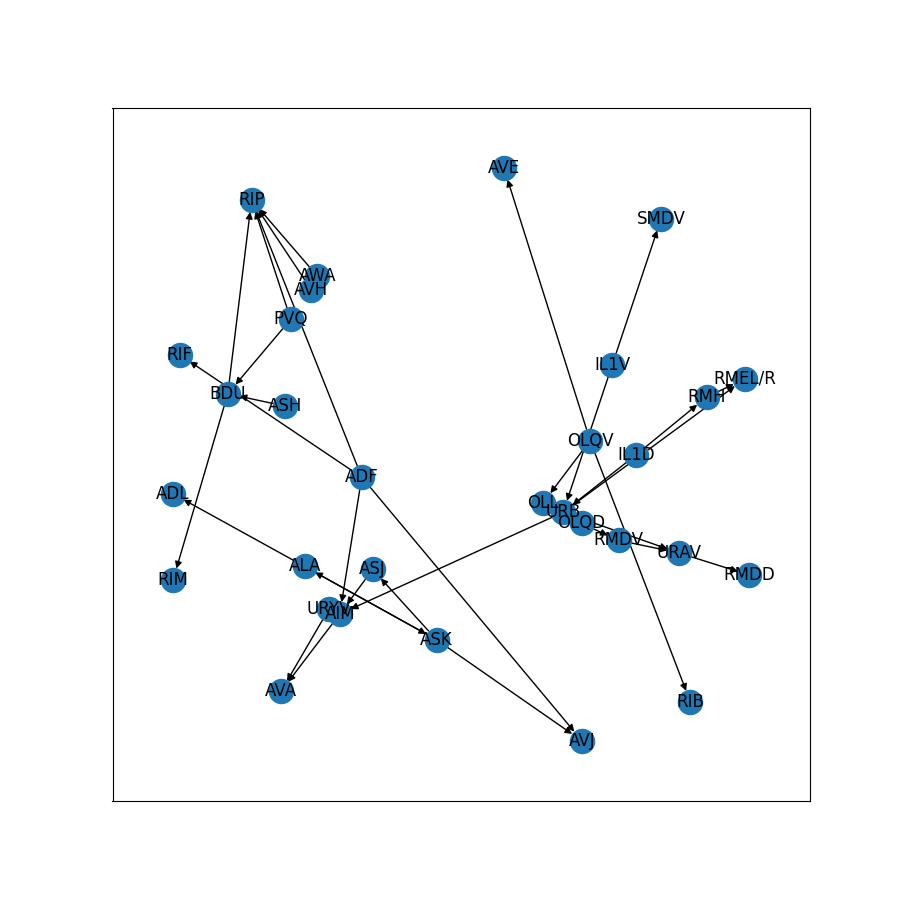 AVE
RIP
SMDV
AWA
AVH
PVQ
RIF
IL1V
RMEL/R
BDU
RMH
ASH
OLQV
IL1D
ADF
ADL
OLL
URB
OLQD
RMDV
URAV
ALA
ASJ
RMDD
RIM
AIM
ASK
AVA
RIB
AVJ